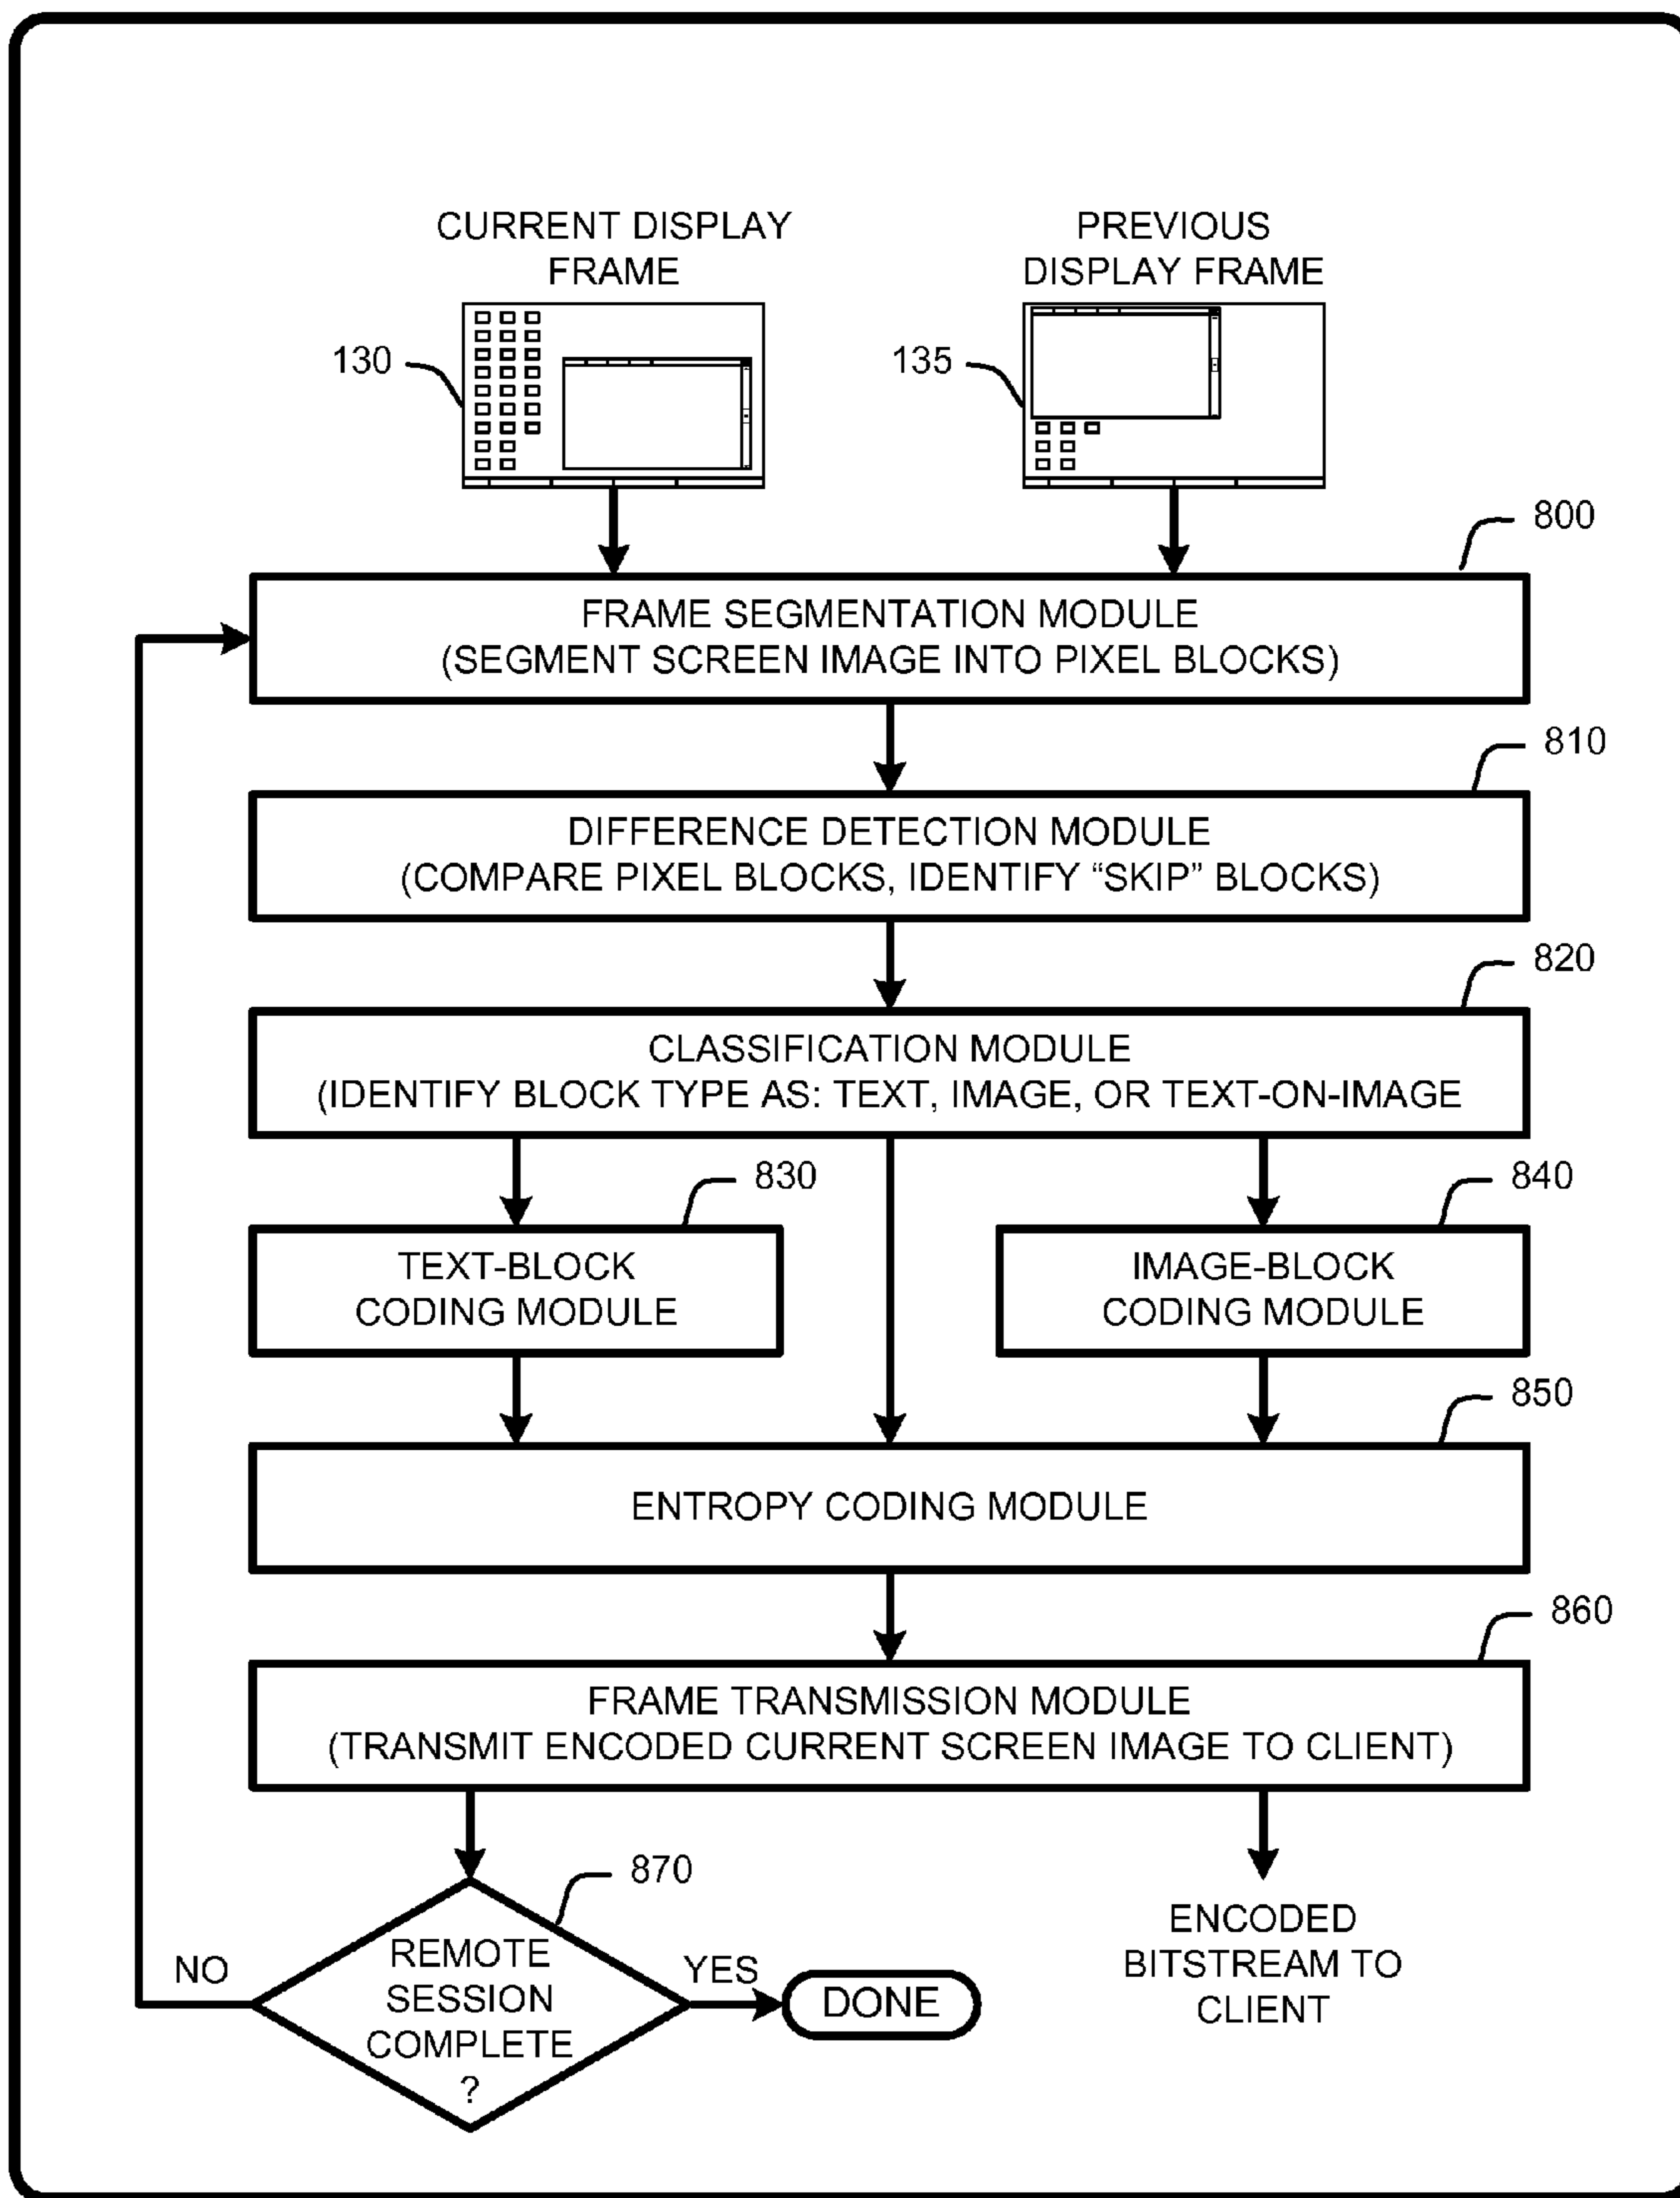 CURRENT DISPLAY
FRAME
PREVIOUS
DISPLAY FRAME
130
135
800
FRAME SEGMENTATION MODULE
(SEGMENT SCREEN IMAGE INTO PIXEL BLOCKS)
810
DIFFERENCE DETECTION MODULE
(COMPARE PIXEL BLOCKS, IDENTIFY “SKIP” BLOCKS)
820
CLASSIFICATION MODULE
(IDENTIFY BLOCK TYPE AS: TEXT, IMAGE, OR TEXT-ON-IMAGE
830
840
TEXT-BLOCK
CODING MODULE
IMAGE-BLOCK
CODING MODULE
850
ENTROPY CODING MODULE
860
FRAME TRANSMISSION MODULE
(TRANSMIT ENCODED CURRENT SCREEN IMAGE TO CLIENT)
870
NO
REMOTE
SESSION
COMPLETE
?
YES
DONE
ENCODED
BITSTREAM TO
CLIENT